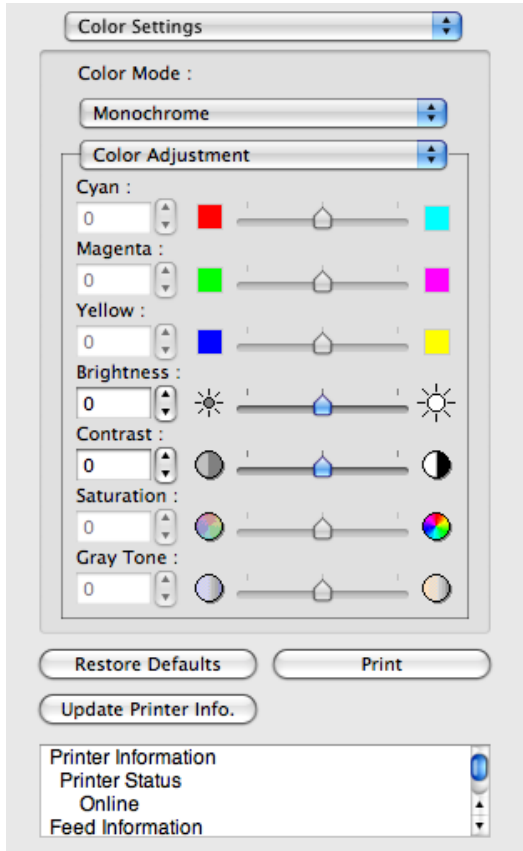 Color Settings
Color Mode :
Monochrome
Color Adjustment
Cyan :
0
Magenta :
0
Yellow :
0
Brightness :
0
Contrast :
0
Saturation :
0
Gray Tone :
0
Restore Defaults Print
Update Printer Info.
Printer Information
Printer Status
Online
Feed Information